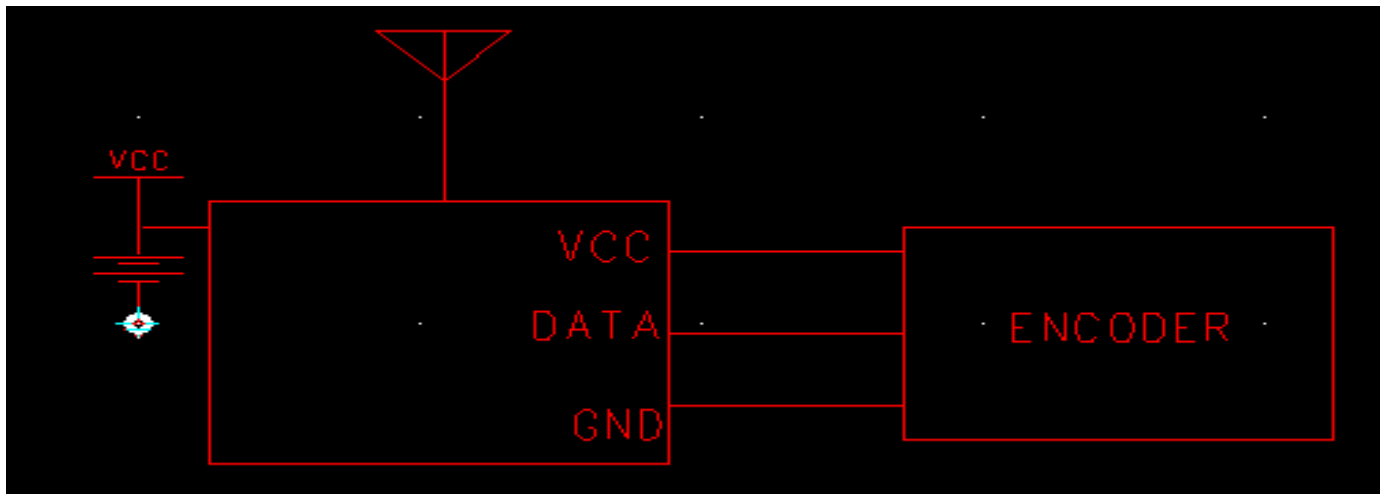 VCC
VCC
DATA
ENCODER
GND